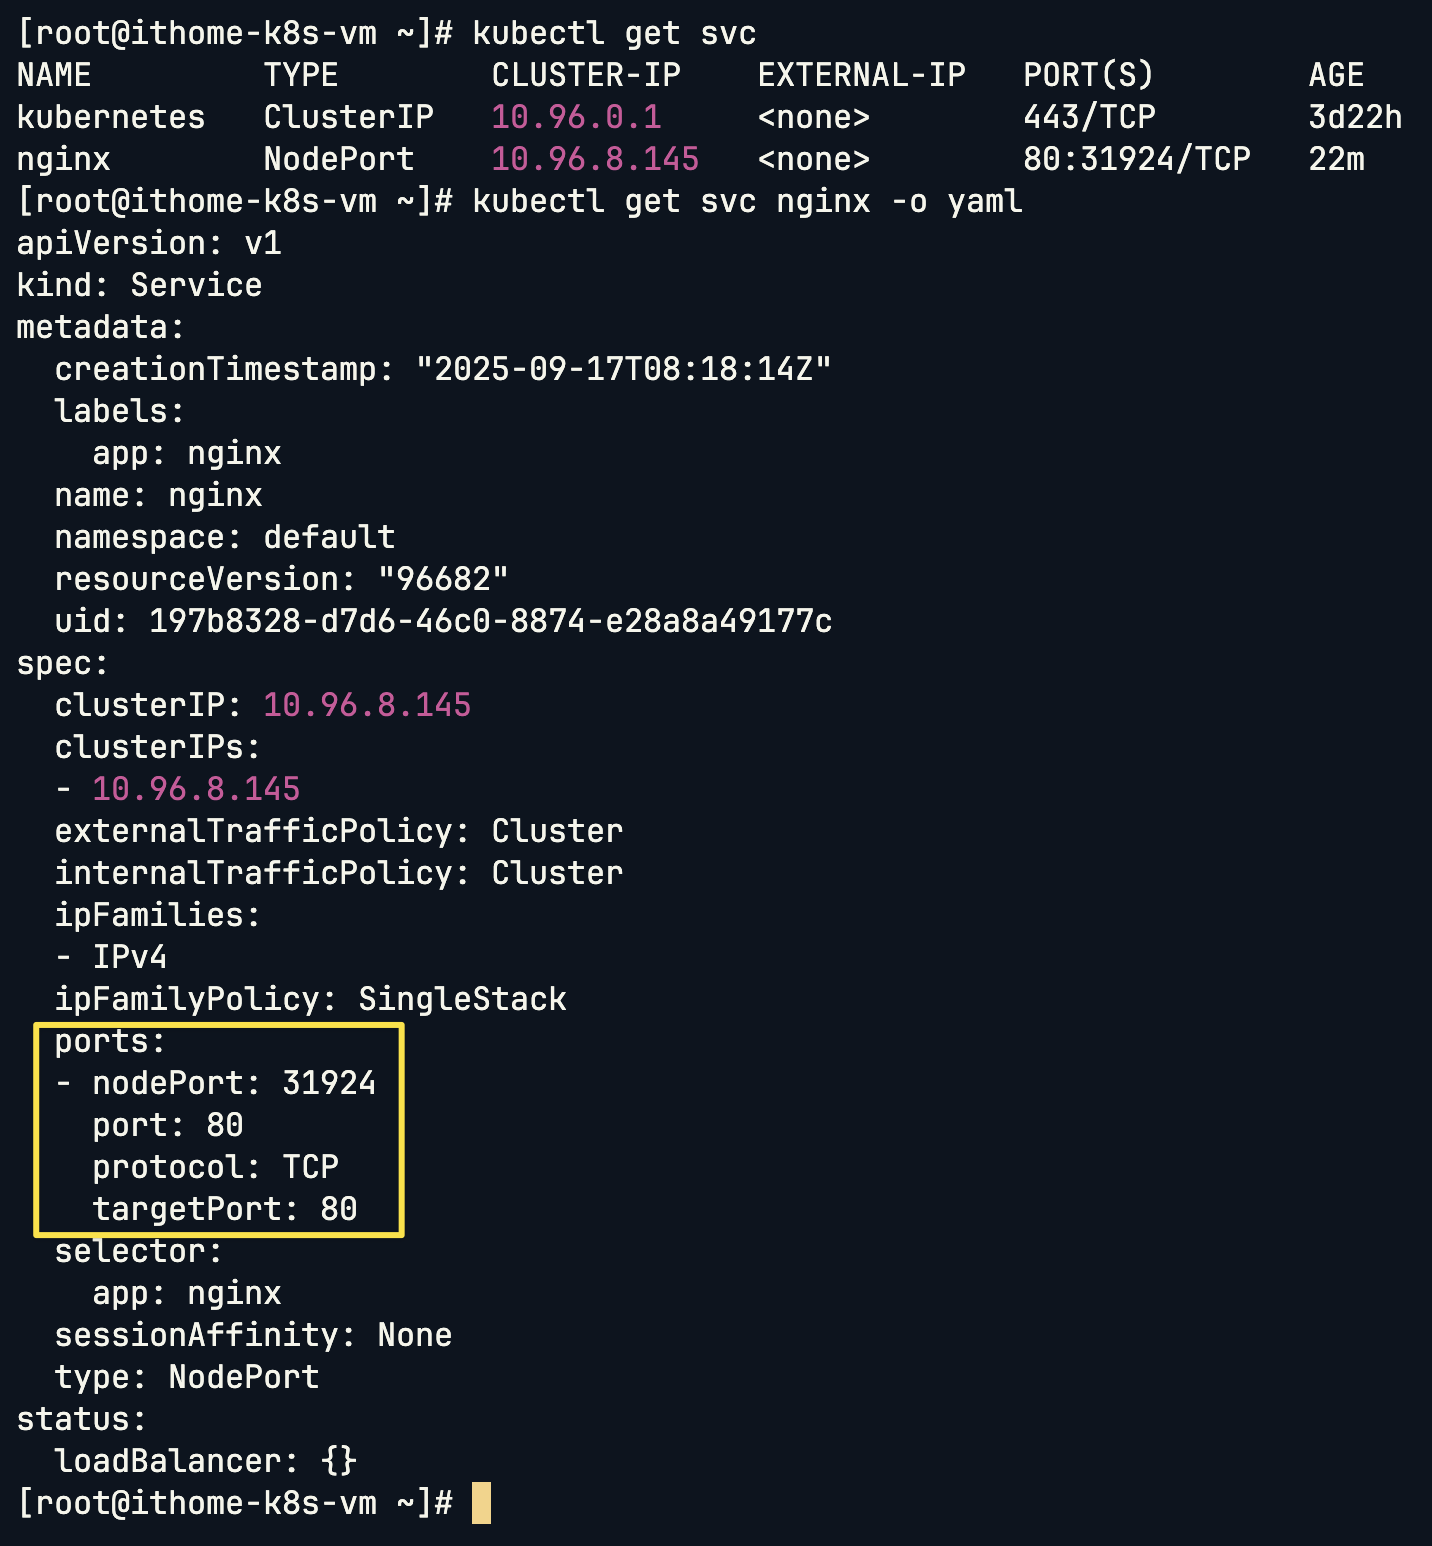 [root@ithome-k8s-vm ~]# kubectl get svc
NAME         TYPE        CLUSTER-IP    EXTERNAL-IP   PORT(S)        AGE
kubernetes   ClusterIP   10.96.0.1     <none>        443/TCP        3d22h
nginx        NodePort    10.96.8.145   <none>        80:31924/TCP   22m
[root@ithome-k8s-vm ~]# kubectl get svc nginx -o yaml
apiVersion: v1
kind: Service
metadata:
  creationTimestamp: "2025-09-17T08:18:14Z"
  labels:
    app: nginx
  name: nginx
  namespace: default
  resourceVersion: "96682"
  uid: 197b8328-d7d6-46c0-8874-e28a8a49177c
spec:
  clusterIP: 10.96.8.145
  clusterIPs:
  - 10.96.8.145
  externalTrafficPolicy: Cluster
  internalTrafficPolicy: Cluster
  ipFamilies:
  - IPv4
  ipFamilyPolicy: SingleStack
  ports:
  - nodePort: 31924
    port: 80
    protocol: TCP
    targetPort: 80
  selector:
    app: nginx
  sessionAffinity: None
  type: NodePort
status:
  loadBalancer: {}
[root@ithome-k8s-vm ~]#